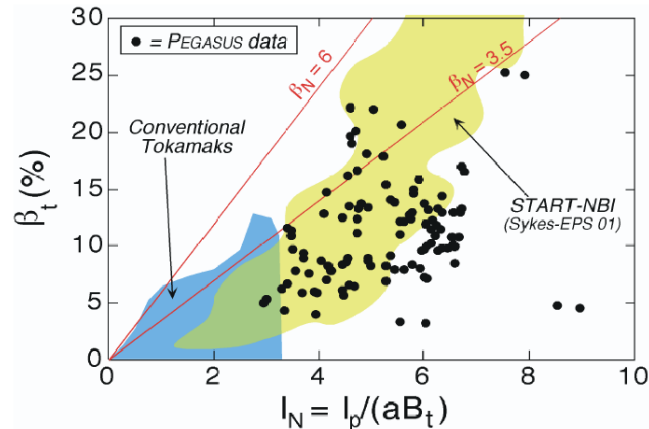 ● = PEGASUS data
β_N = 6
β_N = 3.5
Conventional
Tokamaks
START-NBI
(Sykes-EPS 01)
β_t (%)
30
25
20
15
10
5
0
0 2 4 6 8 10
I_N = I_p/(aB_t)